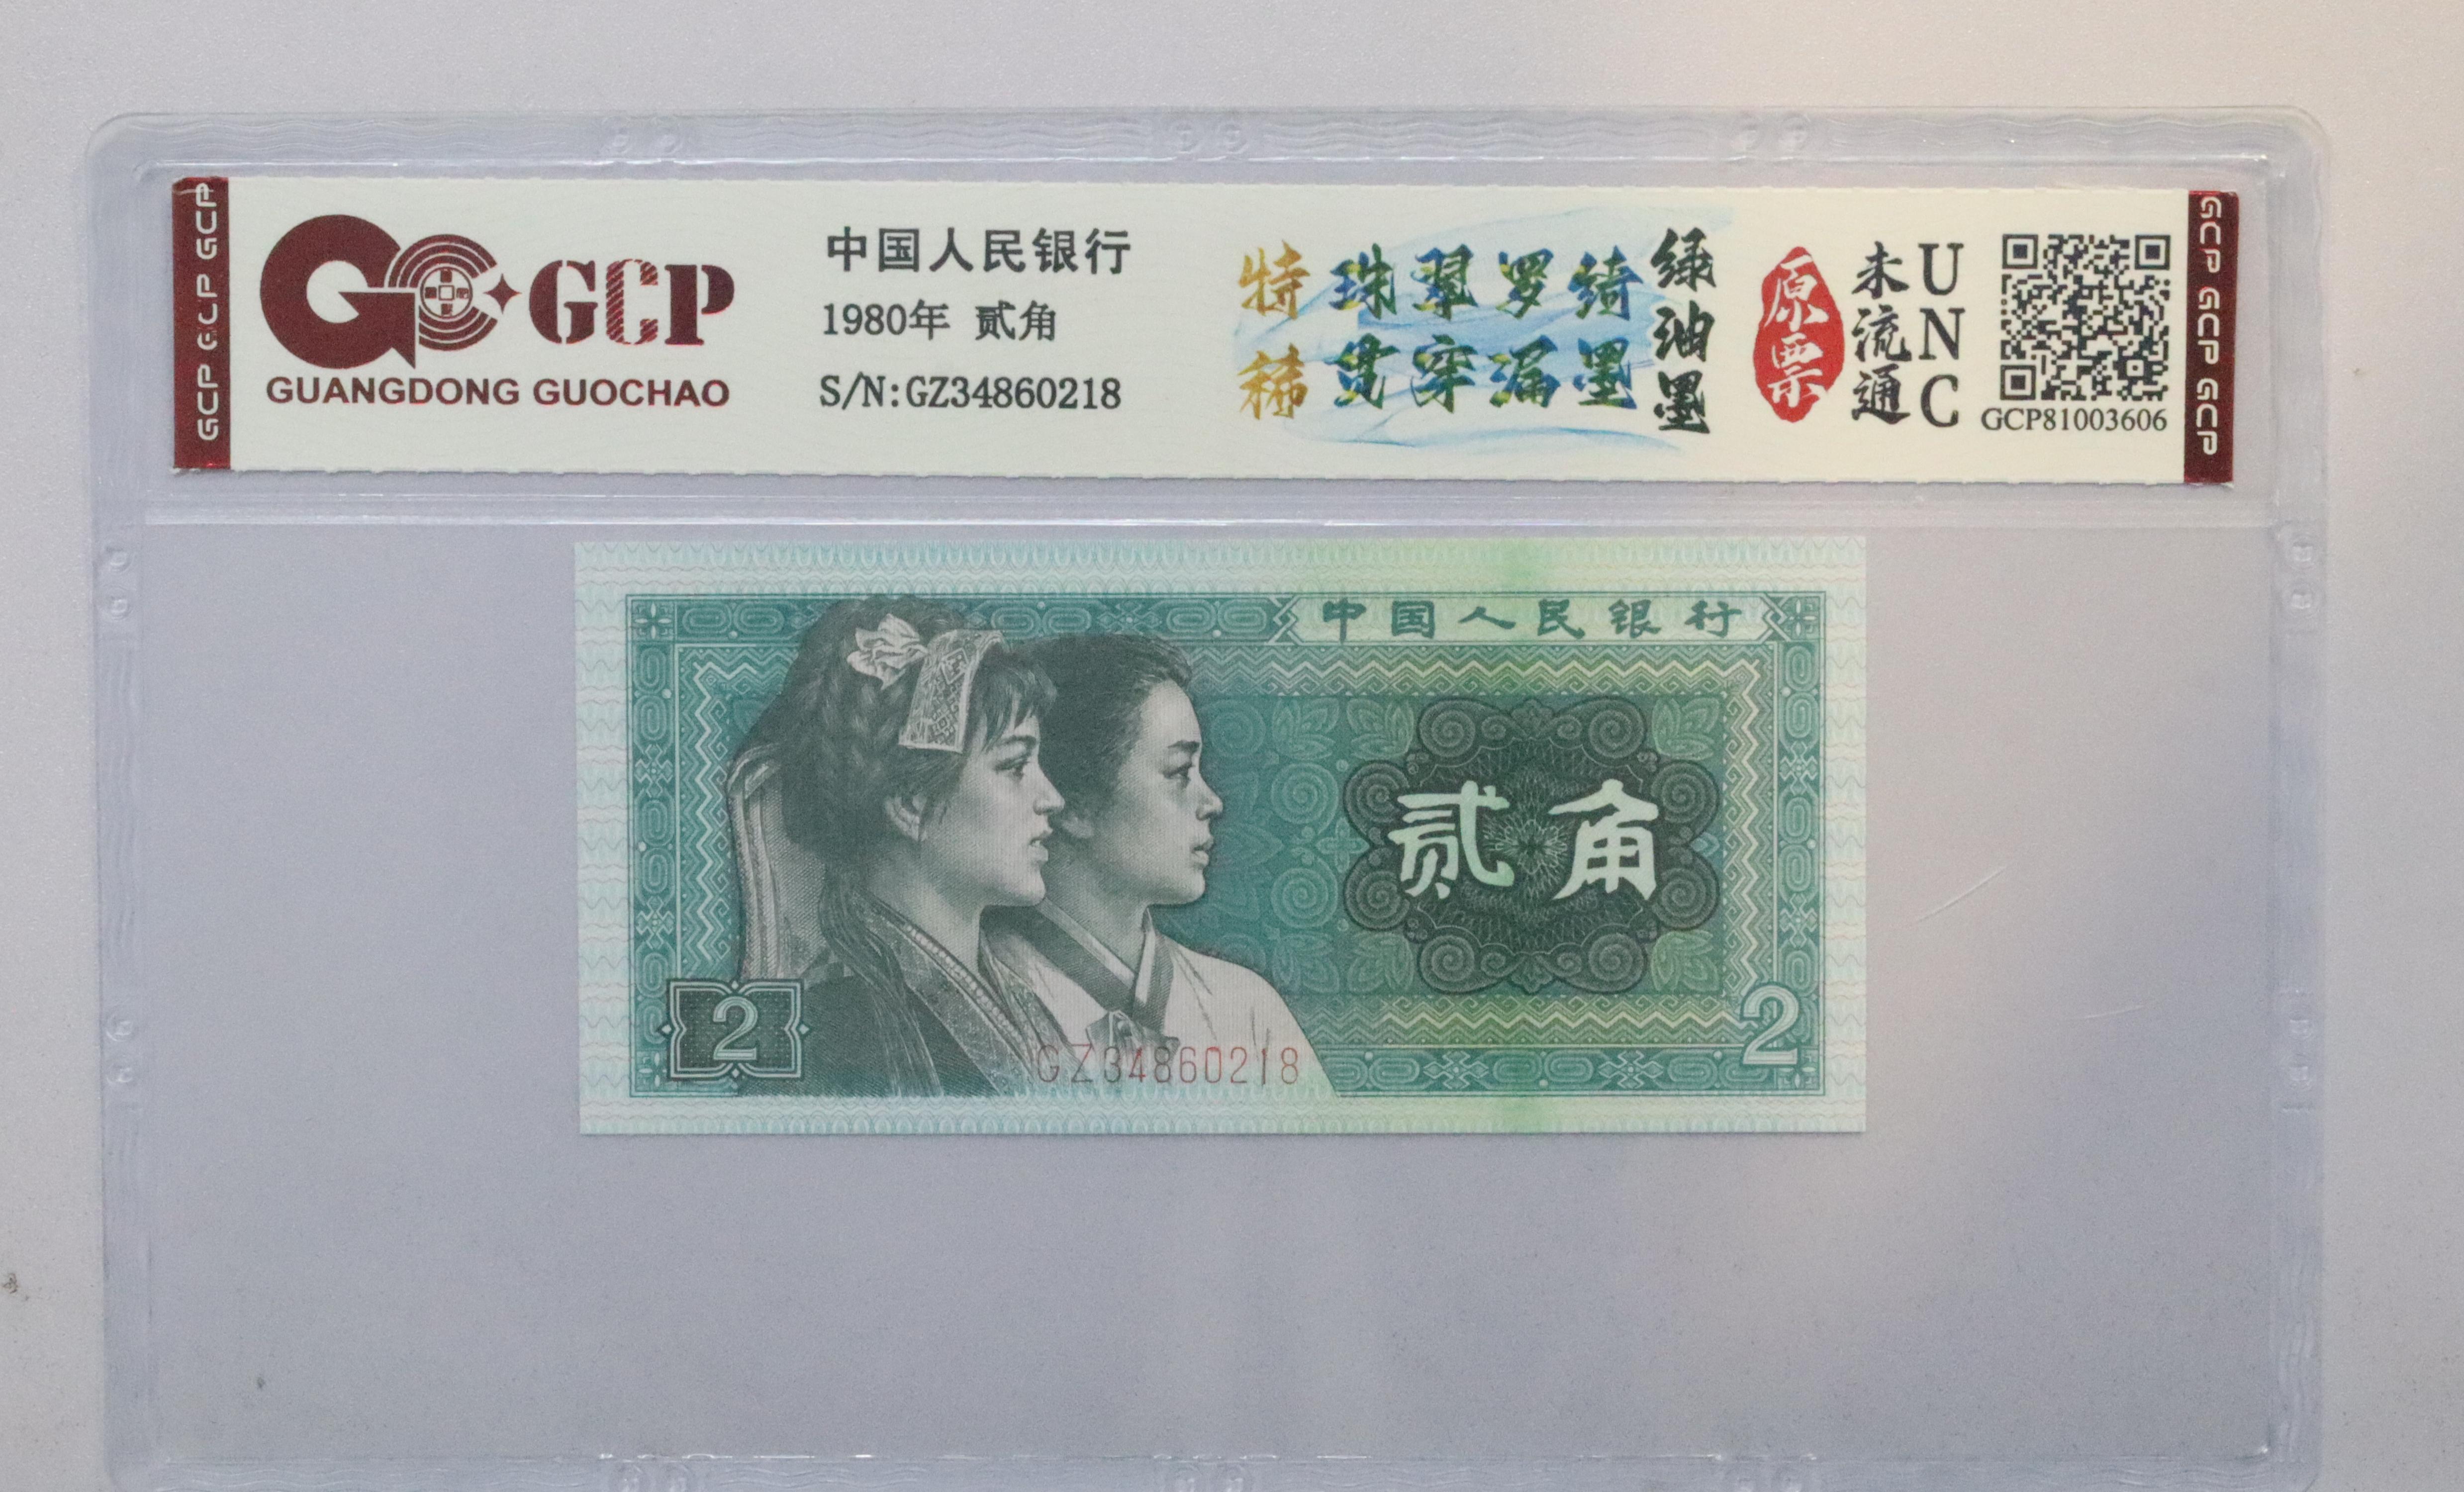 GCP GCP GCP
GCP
GUANGDONG GUOCHAO
中国人民银行
1980年 贰角
S/N:GZ34860218
特稀
珠翠罗绮
贯穿漏墨
绿油墨
原票
未流通
UNC
GCP81003606
GCP GCP GCP
中国人民银行
贰角
2
2
GZ34860218